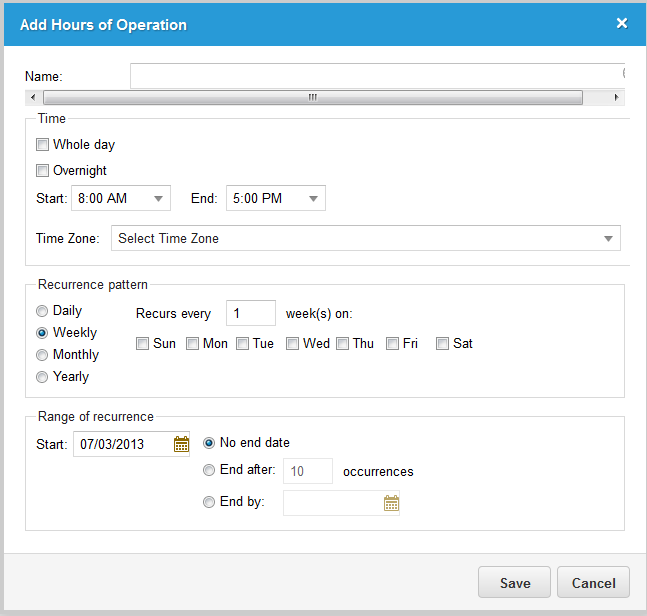 Add Hours of Operation
Name:
Time
Whole day
Overnight
Start: 8:00 AM End: 5:00 PM
Time Zone: Select Time Zone
Recurrence pattern
Daily
Recurs every 1 week(s) on:
Weekly
Sun Mon Tue Wed Thu Fri Sat
Monthly
Yearly
Range of recurrence
Start: 07/03/2013 No end date
End after: 10 occurrences
End by:
Save Cancel